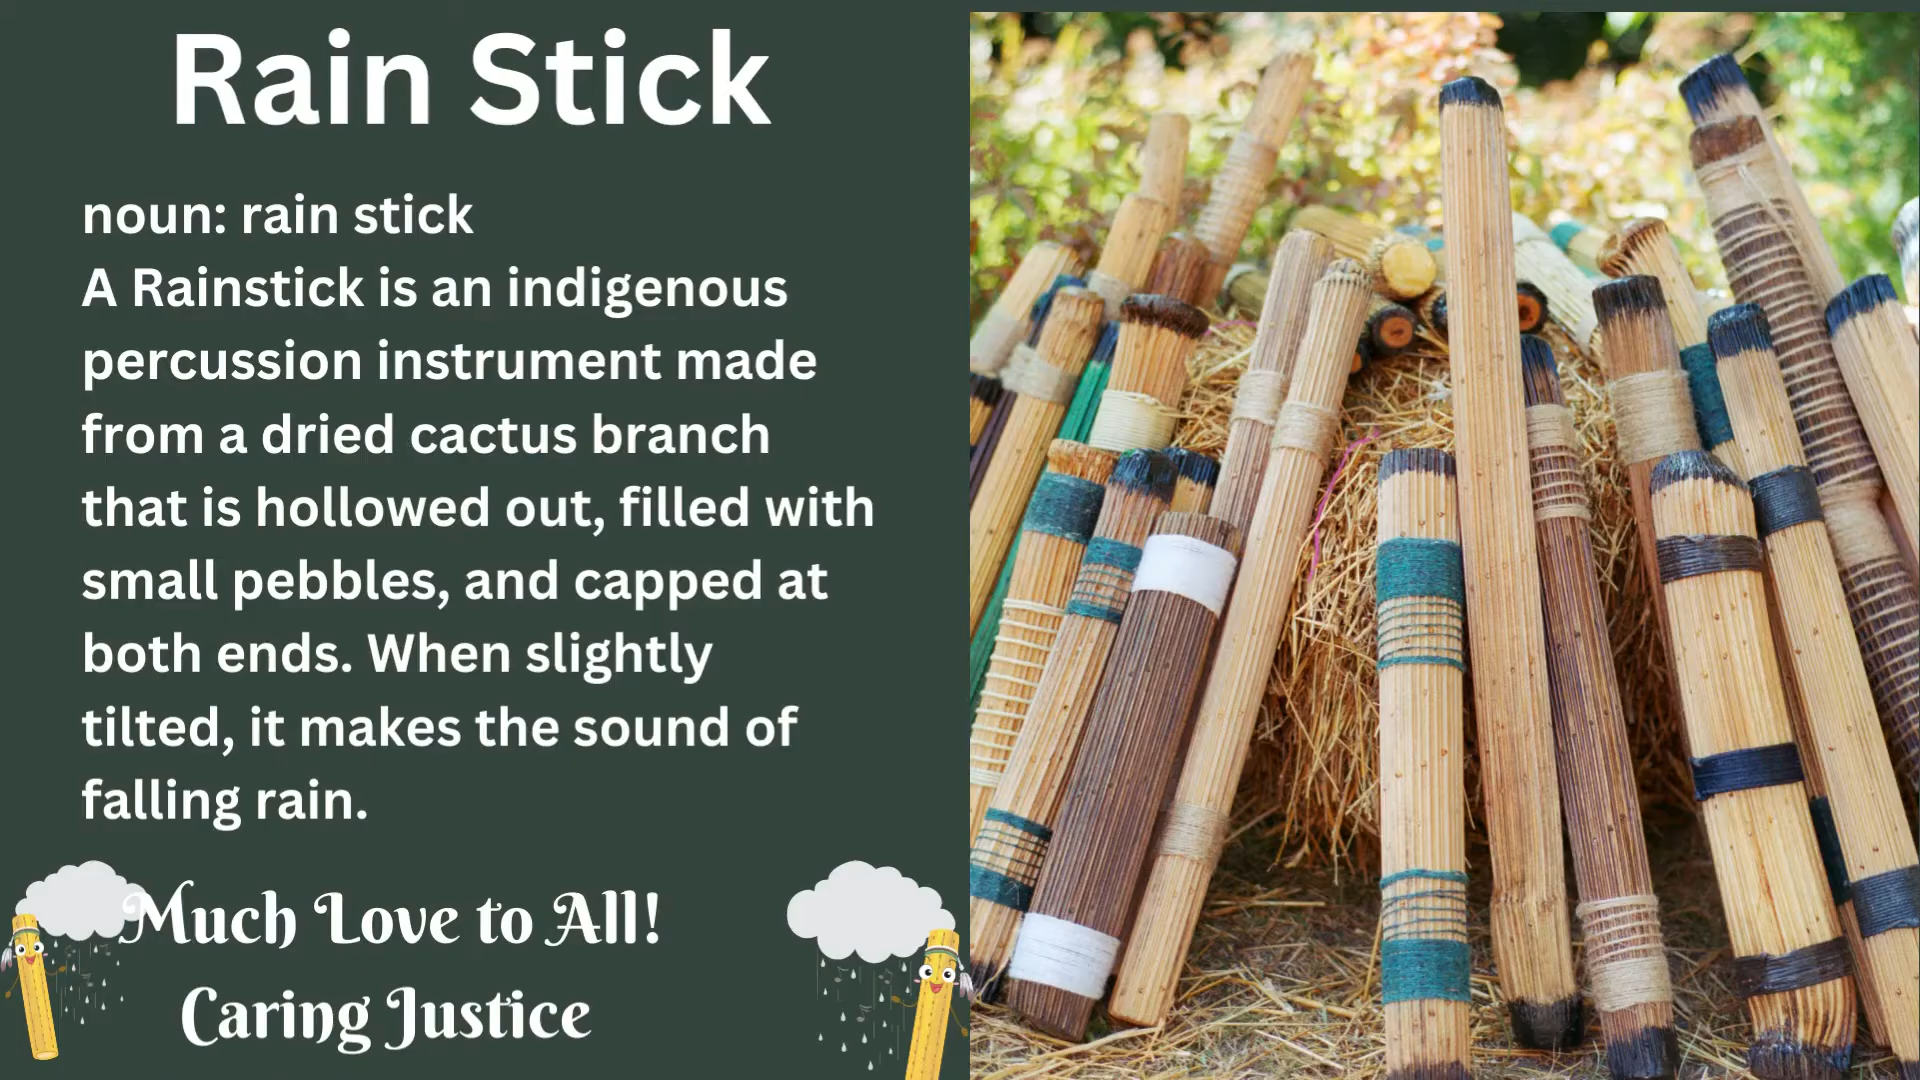 Rain Stick
noun: rain stick
A Rainstick is an indigenous
percussion instrument made
from a dried cactus branch
that is hollowed out, filled with
small pebbles, and capped at
both ends. When slightly
tilted, it makes the sound of
falling rain.
Much Love to All!
Caring Justice